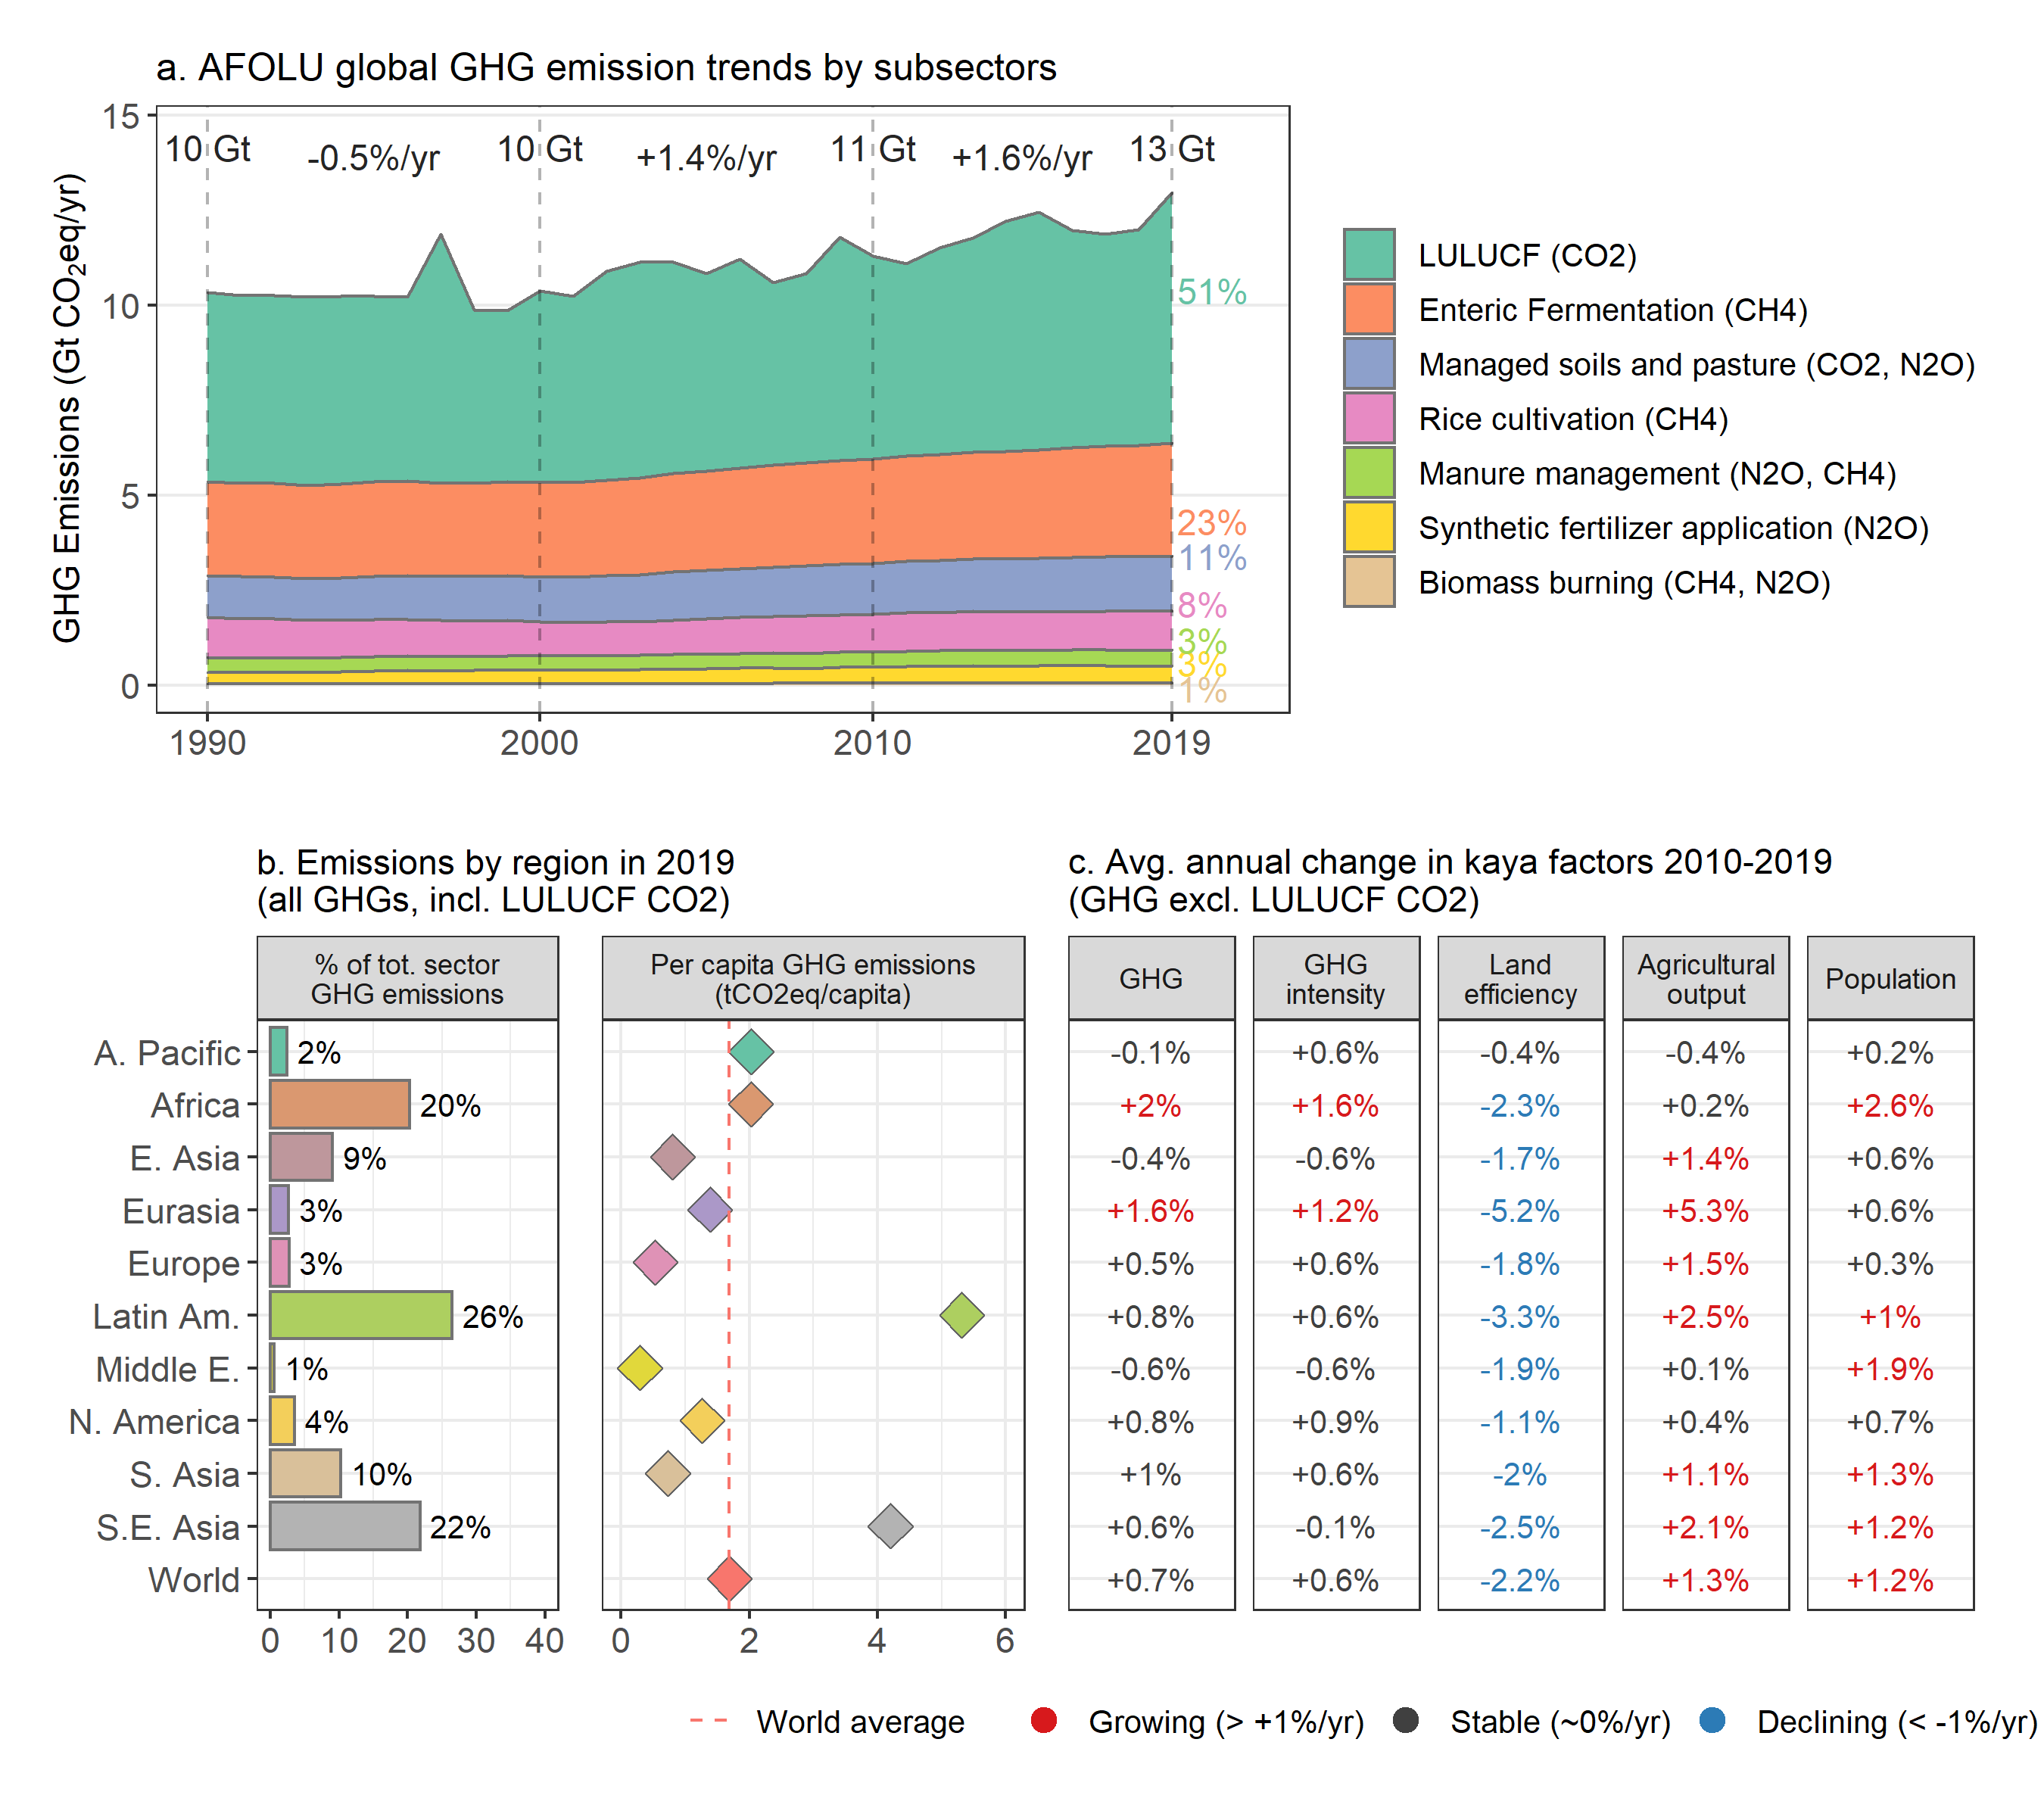 a. AFOLU global GHG emission trends by subsectors
GHG Emissions (Gt CO2eq/yr)
15
10
5
0
10 Gt
-0.5%/yr
10 Gt
+1.4%/yr
11 Gt
+1.6%/yr
13 Gt
51%
23%
11%
8%
3%
3%
1%
1990
2000
2010
2019
LULUCF (CO2)
Enteric Fermentation (CH4)
Managed soils and pasture (CO2, N2O)
Rice cultivation (CH4)
Manure management (N2O, CH4)
Synthetic fertilizer application (N2O)
Biomass burning (CH4, N2O)
b. Emissions by region in 2019
(all GHGs, incl. LULUCF CO2)
% of tot. sector
GHG emissions
Per capita GHG emissions
(tCO2eq/capita)
A. Pacific
2%
Africa
20%
E. Asia
9%
Eurasia
3%
Europe
3%
Latin Am.
26%
Middle E.
1%
N. America
4%
S. Asia
10%
S.E. Asia
22%
World
0 10 20 30 40
0 2 4 6
c. Avg. annual change in kaya factors 2010-2019
(GHG excl. LULUCF CO2)
GHG
GHG
intensity
Land
efficiency
Agricultural
output
Population
-0.1% +0.6% -0.4% -0.4% +0.2%
+2% +1.6% -2.3% +0.2% +2.6%
-0.4% -0.6% -1.7% +1.4% +0.6%
+1.6% +1.2% -5.2% +5.3% +0.6%
+0.5% +0.6% -1.8% +1.5% +0.3%
+0.8% +0.6% -3.3% +2.5% +1%
-0.6% -0.6% -1.9% +0.1% +1.9%
+0.8% +0.9% -1.1% +0.4% +0.7%
+1% +0.6% -2% +1.1% +1.3%
+0.6% -0.1% -2.5% +2.1% +1.2%
+0.7% +0.6% -2.2% +1.3% +1.2%
World average
Growing (> +1%/yr)
Stable (~0%/yr)
Declining (< -1%/yr)